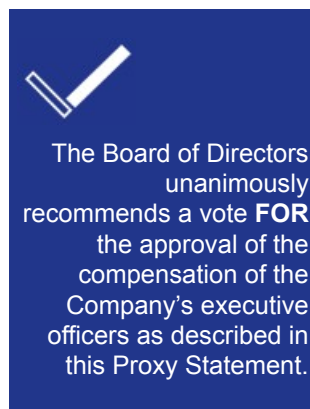 The Board of Directors
unanimously
recommends a vote FOR
the approval of the
compensation of the
Company’s executive
officers as described in
this Proxy Statement.